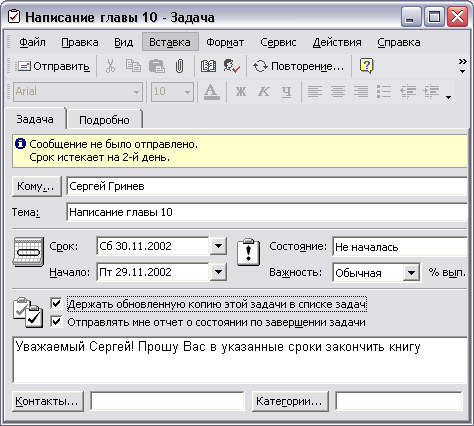 Написание главы 10 - Задача
Файл Правка Вид Вставка Формат Сервис Действия Справка
Отправить Повторение...
Arial 10 А Ж К Ч
Задача Подробно
Сообщение не было отправлено.
Срок истекает на 2-й день.
Кому... Сергей Гринев
Тема: Написание главы 10
Срок: Сб 30.11.2002 Состояние: Не началась
Начало: Пт 29.11.2002 Важность: Обычная % вып.
Держать обновленную копию этой задачи в списке задач
Отправлять мне отчет о состоянии по завершении задачи
Уважаемый Сергей! Прошу Вас в указанные сроки закончить книгу
Контакты... Категории...